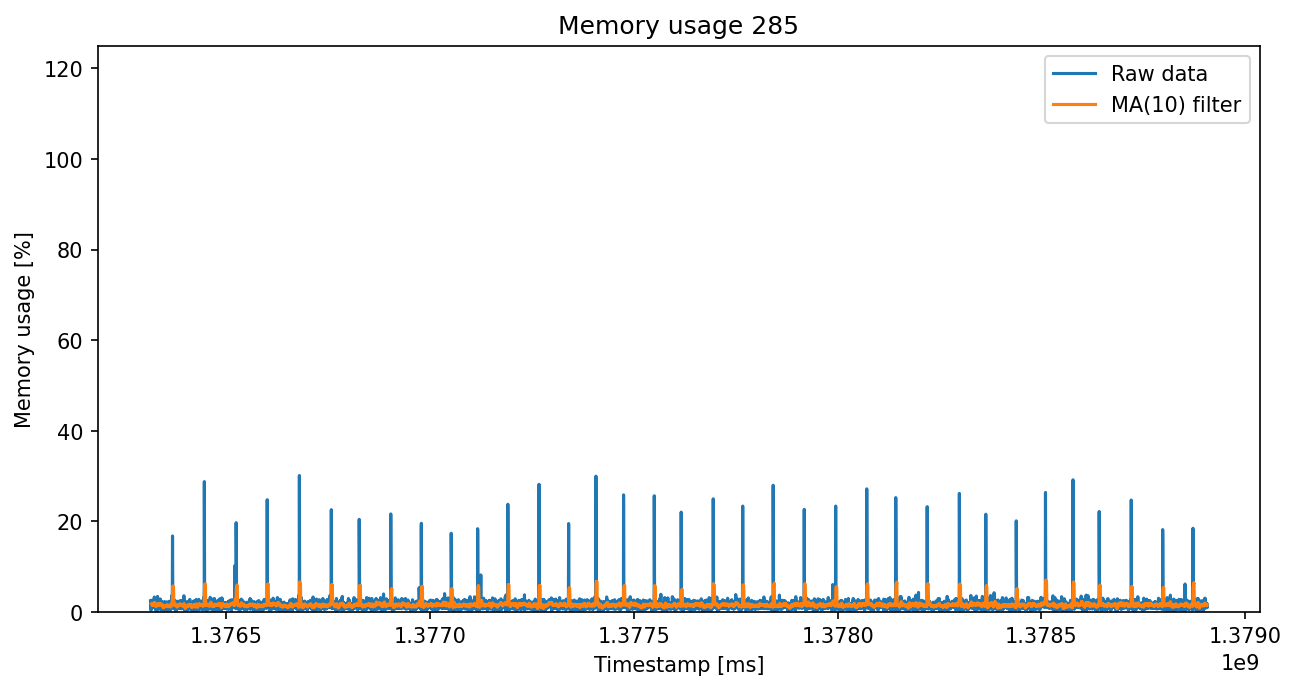 Memory usage 285
Raw data
MA(10) filter
Memory usage [%]
120
100
80
60
40
20
0
1.3765 1.3770 1.3775 1.3780 1.3785 1.3790
1e9
Timestamp [ms]